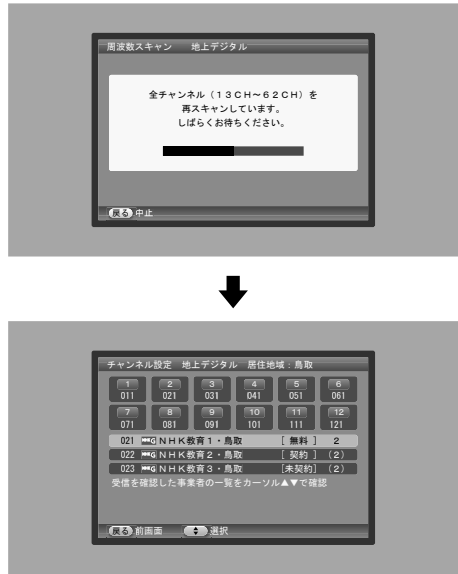 周波数スキャン 地上デジタル
全チャンネル（13CH～62CH）を
再スキャンしています。
しばらくお待ちください。
戻る 中止
チャンネル設定 地上デジタル 居住地域：鳥取
1 2 3 4 5 6
011 021 031 041 051 061
7 8 9 10 11 12
071 081 091 101 111 121
021 NHK教育1・鳥取 [ 無料 ] 2
022 NHK教育2・鳥取 [ 契約 ] (2)
023 NHK教育3・鳥取 [未契約] (2)
受信を確認した事業者の一覧をカーソル▲▼で確認
戻る 前画面 選択